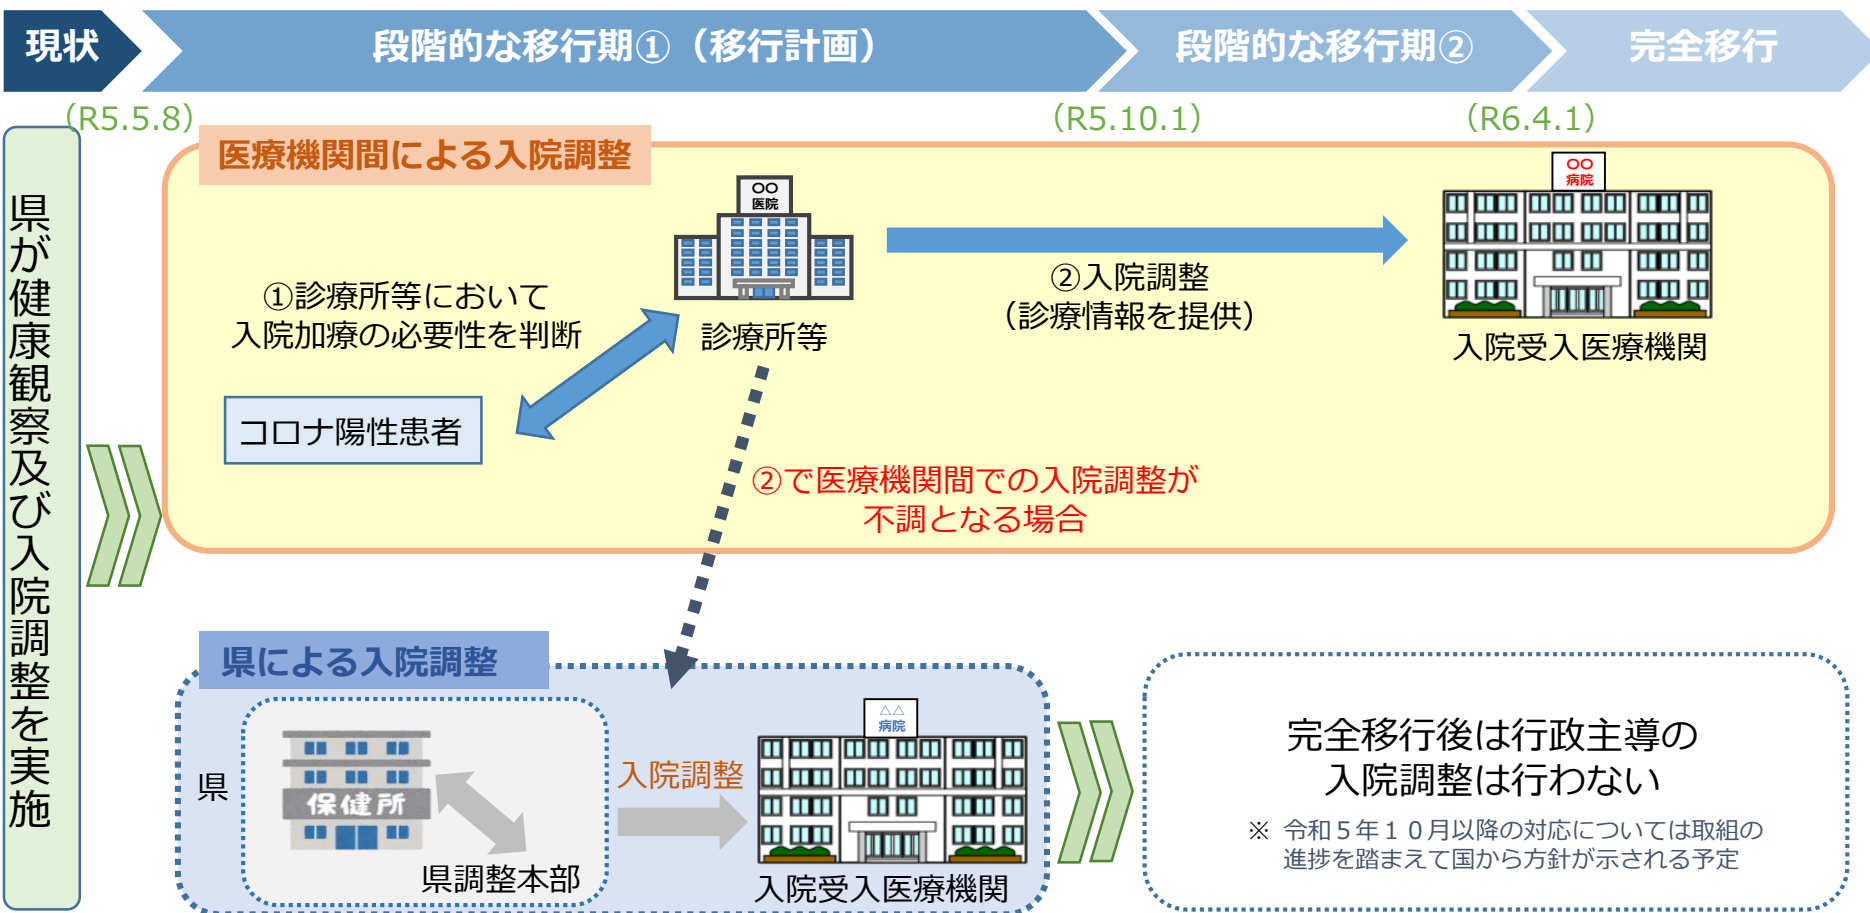 現状
段階的な移行期①（移行計画）
段階的な移行期②
完全移行
（R5.5.8）
（R5.10.1）
（R6.4.1）
県が健康観察及び入院調整を実施
医療機関間による入院調整
〇〇
医院
〇〇
病院
①診療所等において
入院加療の必要性を判断
診療所等
②入院調整
（診療情報を提供）
入院受入医療機関
コロナ陽性患者
②で医療機関間での入院調整が
不調となる場合
県による入院調整
県
保健所
県調整本部
入院調整
△△
病院
入院受入医療機関
完全移行後は行政主導の
入院調整は行わない
※ 令和５年１０月以降の対応については取組の
進捗を踏まえて国から方針が示される予定